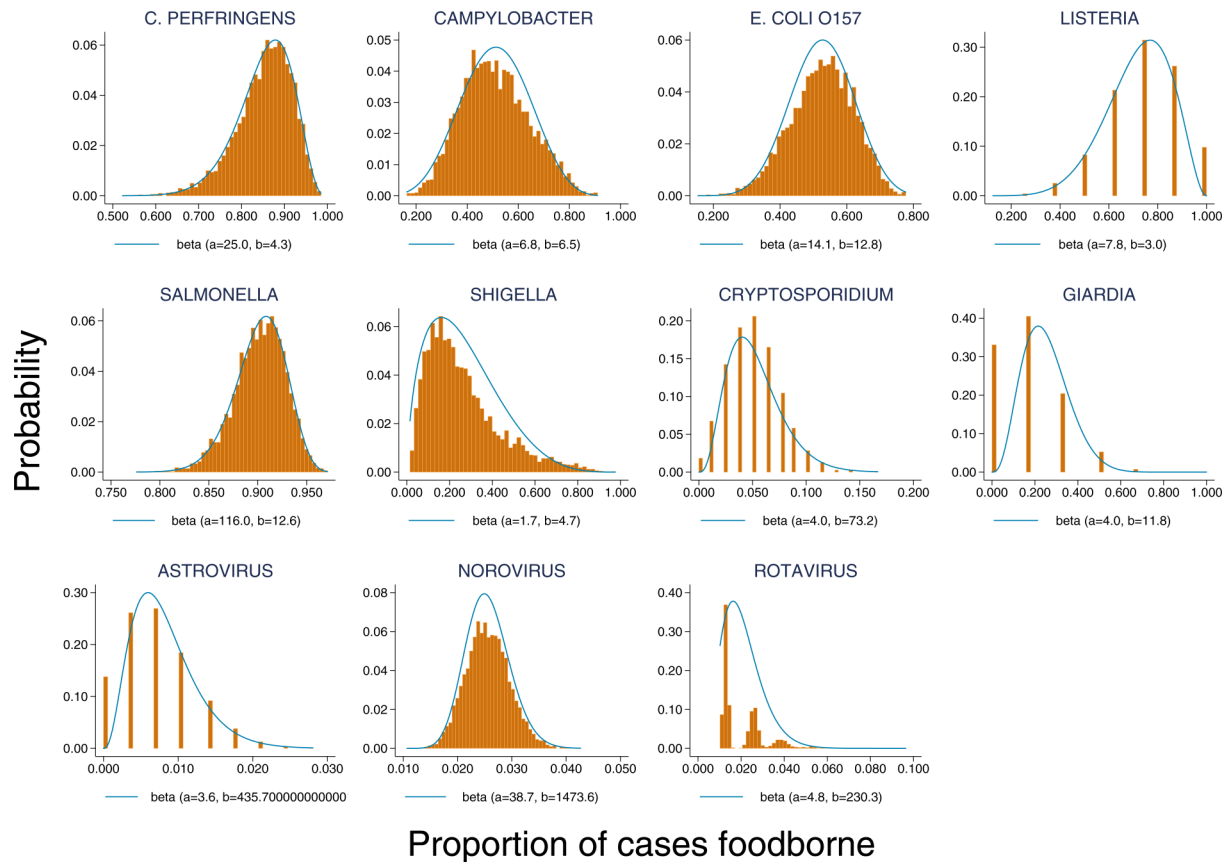 C. PERFRINGENS
CAMPYLOBACTER
E. COLI O157
LISTERIA
0.06
0.04
0.02
0.00
0.500 0.600 0.700 0.800 0.900 1.000
beta (a=25.0, b=4.3)
0.05
0.04
0.03
0.02
0.01
0.00
0.200 0.400 0.600 0.800 1.000
beta (a=6.8, b=6.5)
0.06
0.04
0.02
0.00
0.200 0.400 0.600 0.800
beta (a=14.1, b=12.8)
0.30
0.20
0.10
0.00
0.200 0.400 0.600 0.800 1.000
beta (a=7.8, b=3.0)
Probability
SALMONELLA
SHIGELLA
CRYPTOSPORIDIUM
GIARDIA
0.06
0.04
0.02
0.00
0.750 0.800 0.850 0.900 0.950
beta (a=116.0, b=12.6)
0.06
0.04
0.02
0.00
0.000 0.200 0.400 0.600 0.800 1.000
beta (a=1.7, b=4.7)
0.20
0.15
0.10
0.05
0.00
0.000 0.050 0.100 0.150 0.200
beta (a=4.0, b=73.2)
0.40
0.30
0.20
0.10
0.00
0.000 0.200 0.400 0.600 0.800 1.000
beta (a=4.0, b=11.8)
ASTROVIRUS
NOROVIRUS
ROTAVIRUS
0.30
0.20
0.10
0.00
0.000 0.010 0.020 0.030
beta (a=3.6, b=435.700000000000
0.08
0.06
0.04
0.02
0.00
0.010 0.020 0.030 0.040 0.050
beta (a=38.7, b=1473.6)
0.40
0.30
0.20
0.10
0.00
0.000 0.020 0.040 0.060 0.080 0.100
beta (a=4.8, b=230.3)
Proportion of cases foodborne